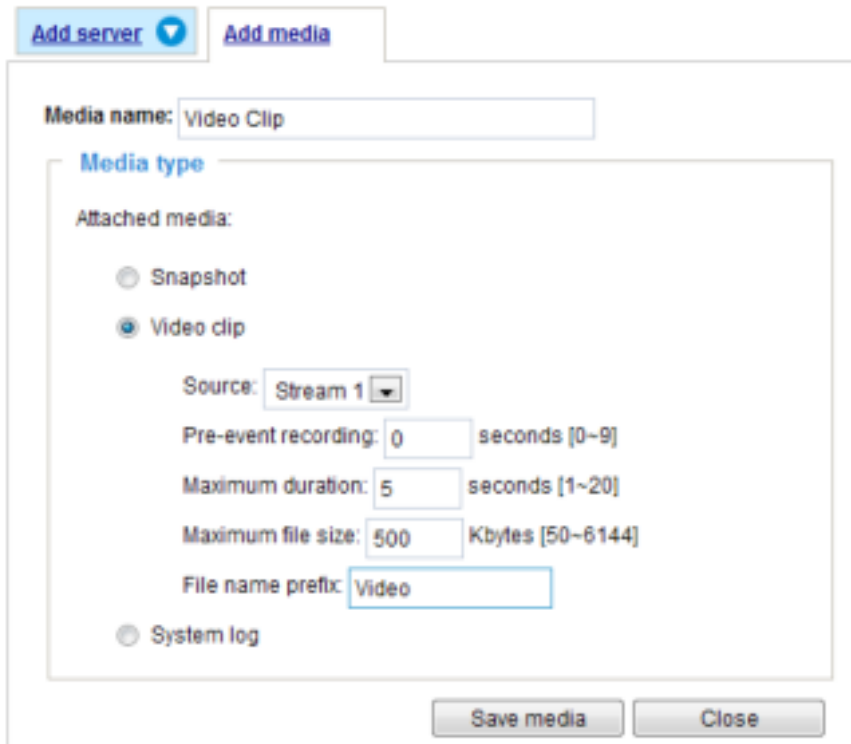 Add server Add media
Media name: Video Clip
Media type
Attached media:
Snapshot
Video clip
Source: Stream 1
Pre-event recording: 0 seconds [0~9]
Maximum duration: 5 seconds [1~20]
Maximum file size: 500 Kbytes [50~6144]
File name prefix: Video
System log
Save media Close